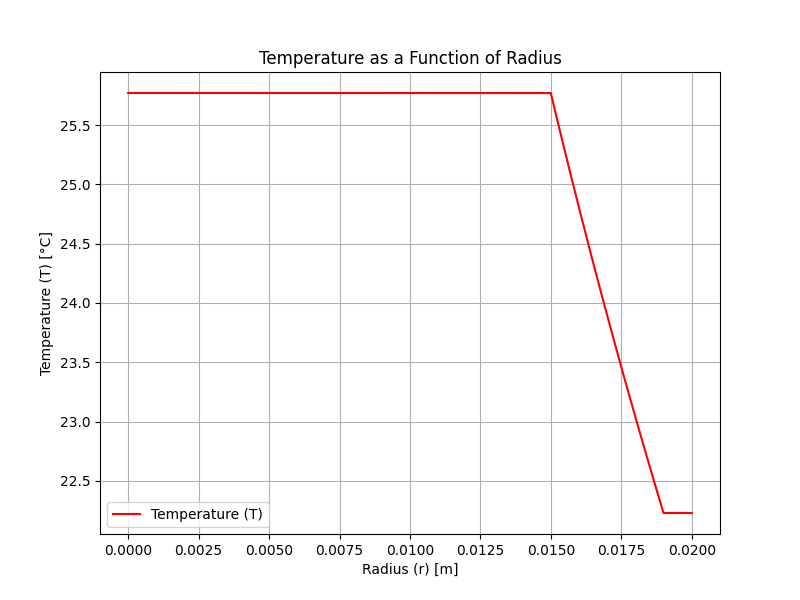 Temperature as a Function of Radius
Temperature (T) [°C]
25.5
25.0
24.5
24.0
23.5
23.0
22.5
Temperature (T)
0.0000 0.0025 0.0050 0.0075 0.0100 0.0125 0.0150 0.0175 0.0200
Radius (r) [m]